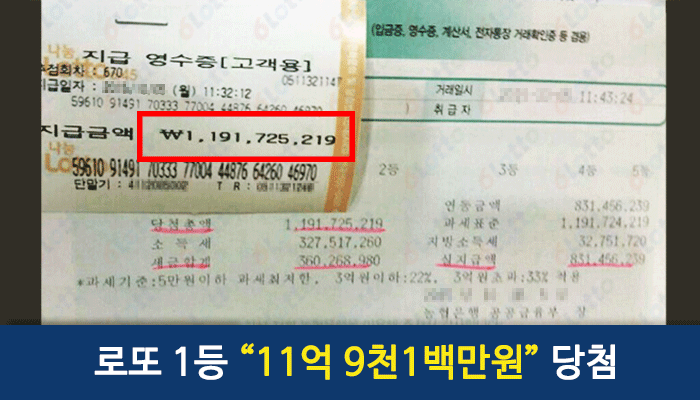 6Lotto
나눔
Lotto 645
지급 영수증[고객용]
추첨회차 : 670
지급일자 : (월) 11:32:12
59610 91491 70333 77004 44876 64260 46970
지급금액 ₩1,191,725,219
나눔
59610 91491 70333 77004 44876 64260 46970
단말기 : TR :
(입금증, 영수증, 계산서, 전자통장 거래확인증 등 겸용)
거래일시 11:43:24
취급자
2등 3등 4등 5등
연동금액 831,456,239
당첨총액 1,191,725,219 과세표준 1,191,724,219
소득세 327,517,260 지방소득세 32,751,720
세금합계 360,268,980 실지급액 831,456,239
*과세기준:5만원이하 과세최저한, 3억원이하:22%, 3억원초과:33% 적용
농협은행 공공금융부 장
로또 1등 “11억 9천1백만원” 당첨